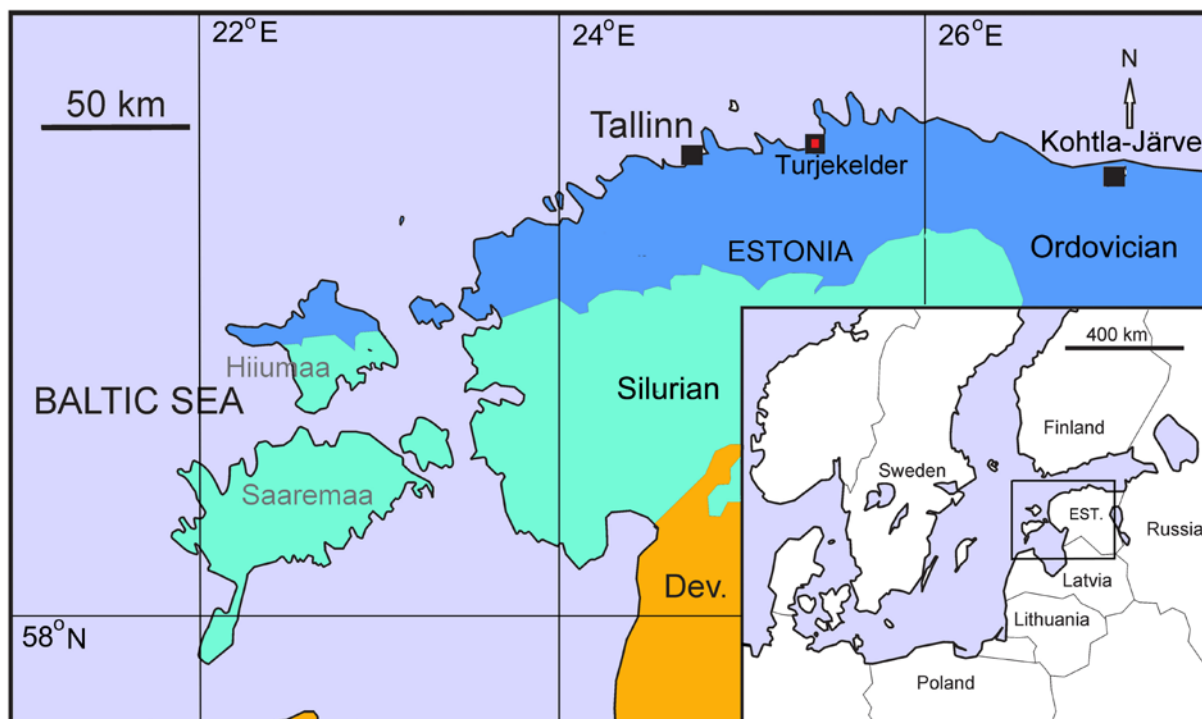 22°E
24°E
26°E
N
50 km
Tallinn
Kohtla-Järve
Turjekelder
ESTONIA
Ordovician
Hiiumaa
BALTIC SEA
Silurian
Saaremaa
Dev.
58°N
400 km
Finland
Sweden
EST.
Russia
Latvia
Lithuania
Poland